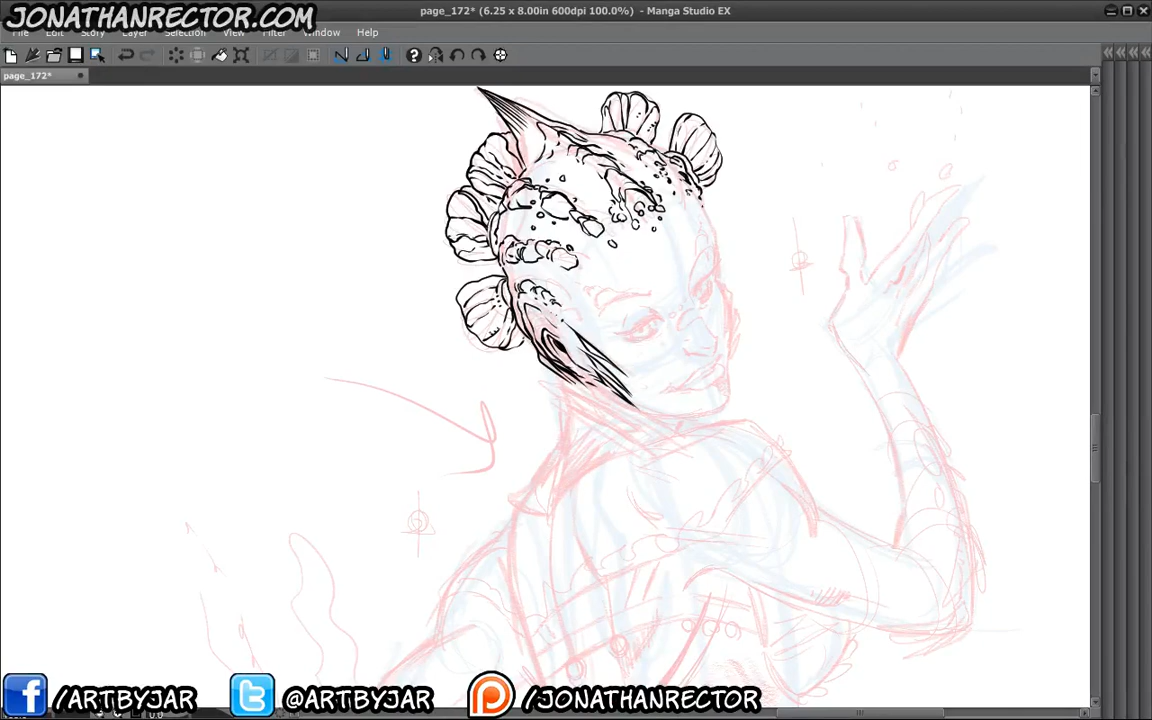 JONATHANRECTOR.COM
page_172* (6.25 x 8.00in 600dpi 100.0%) - Manga Studio EX
File Edit Story Layer Selection View Filter Window Help
page_172*
/ARTBYJAR @ARTBYJAR /JONATHANRECTOR